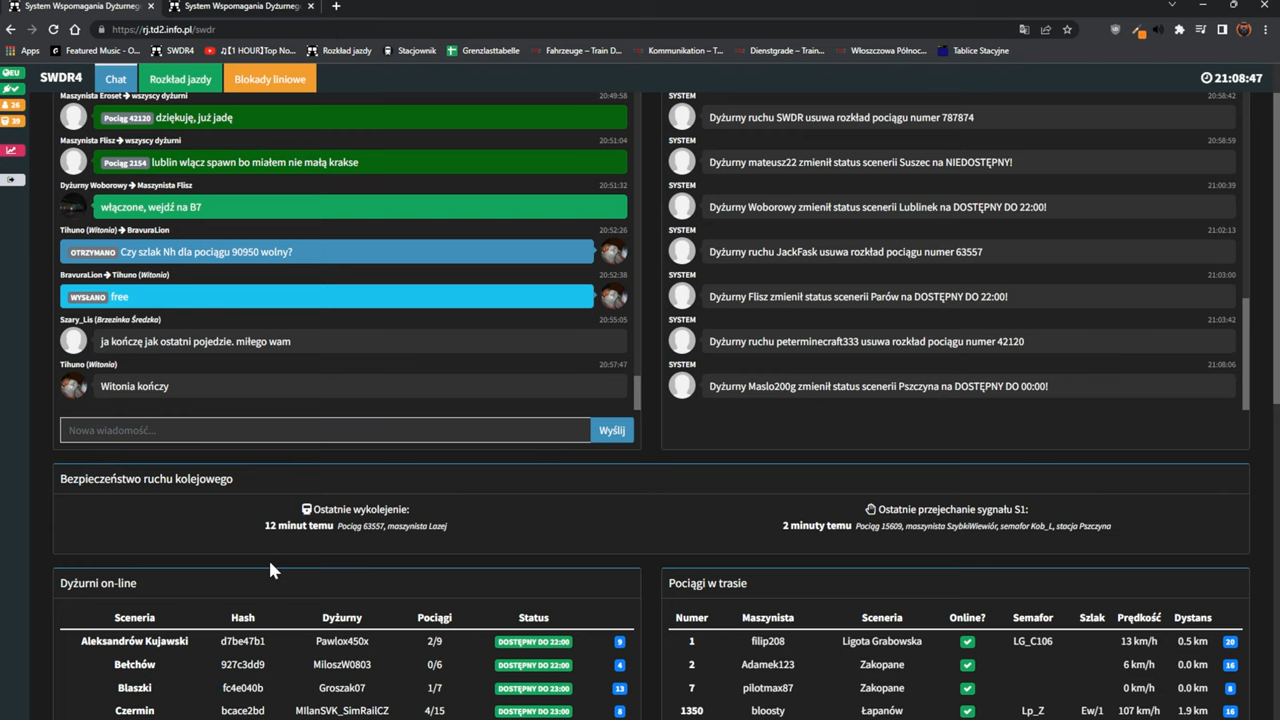 System Wspomagania Dyżurneg
System Wspomagania Dyżurneg
https://rj.td2.info.pl/swdr
Apps
Featured Music - O...
SWDR4
[1 HOUR]Top No...
Rozkład jazdy
Stacjownik
Grenzlasttabelle
Fahrzeuge – Train D...
Kommunikation – T...
Dienstgrade – Train...
Włoszczowa Północ...
Tablice Stacyjne
EU
26
39
SWDR4
Chat
Rozkład jazdy
Blokady liniowe
21:08:47
Maszynista Eroset → wszyscy dyżurni
20:49:58
Pociąg 42120 dziękuję, już jadę
Maszynista Flisz → wszyscy dyżurni
20:51:04
Pociąg 2154 lublin włącz spawn bo miałem nie małą krakse
Dyżurny Woborowy → Maszynista Flisz
20:51:32
włączone, wejdź na B7
Tihuno (Witonia) → BravuraLion
20:52:26
OTRZYMANO Czy szlak Nh dla pociągu 90950 wolny?
BravuraLion → Tihuno (Witonia)
20:52:38
WYSŁANO free
Szary_Lis (Brzezinka Średzka)
20:55:05
ja kończę jak ostatni pojedzie. miłego wam
Tihuno (Witonia)
20:57:47
Witonia kończy
Nowa wiadomość...
Wyślij
SYSTEM
20:58:42
Dyżurny ruchu SWDR usuwa rozkład pociągu numer 787874
SYSTEM
20:58:59
Dyżurny mateusz22 zmienił status scenerii Suszec na NIEDOSTĘPNY!
SYSTEM
21:00:39
Dyżurny Woborowy zmienił status scenerii Lublinek na DOSTĘPNY DO 22:00!
SYSTEM
21:02:13
Dyżurny ruchu JackFask usuwa rozkład pociągu numer 63557
SYSTEM
21:03:00
Dyżurny Flisz zmienił status scenerii Parów na DOSTĘPNY DO 22:00!
SYSTEM
21:03:42
Dyżurny ruchu peterminecraft333 usuwa rozkład pociągu numer 42120
SYSTEM
21:08:06
Dyżurny Maslo200g zmienił status scenerii Pszczyna na DOSTĘPNY DO 00:00!
Bezpieczeństwo ruchu kolejowego
Ostatnie wykolejenie:
12 minut temu Pociąg 63557, maszynista Lazej
Ostatnie przejechanie sygnału S1:
2 minuty temu Pociąg 15609, maszynista SzybkiWiewiór, semafor Kob_L, stacja Pszczyna
Dyżurni on-line
Sceneria Hash Dyżurny Pociągi Status
Aleksandrów Kujawski d7be47b1 Pawlox450x 2/9 DOSTĘPNY DO 22:00 9
Bełchów 927c3dd9 MiloszW0803 0/6 DOSTĘPNY DO 22:00 4
Blaszki fc4e040b Groszak07 1/7 DOSTĘPNY DO 23:00 13
Czermin bcace2bd MIlanSVK_SimRailCZ 4/15 DOSTĘPNY DO 23:00 8
Pociągi w trasie
Numer Maszynista Sceneria Online? Semafor Szlak Prędkość Dystans
1 filip208 Ligota Grabowska LG_C106 13 km/h 0.5 km 20
2 Adamek123 Zakopane 6 km/h 0.0 km 16
7 pilotmax87 Zakopane 0 km/h 0.0 km 8
1350 bloosty Łapanów Lp_Z Ew/1 107 km/h 1.9 km 16